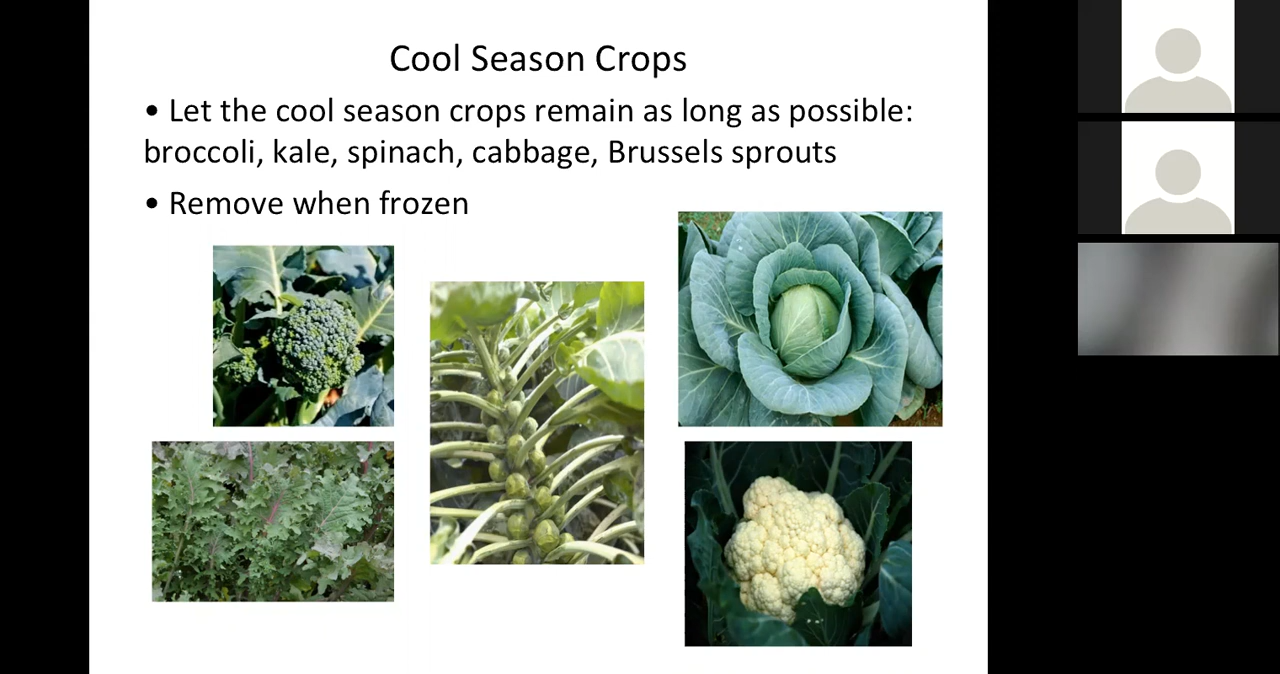 Cool Season Crops
• Let the cool season crops remain as long as possible:
broccoli, kale, spinach, cabbage, Brussels sprouts
• Remove when frozen